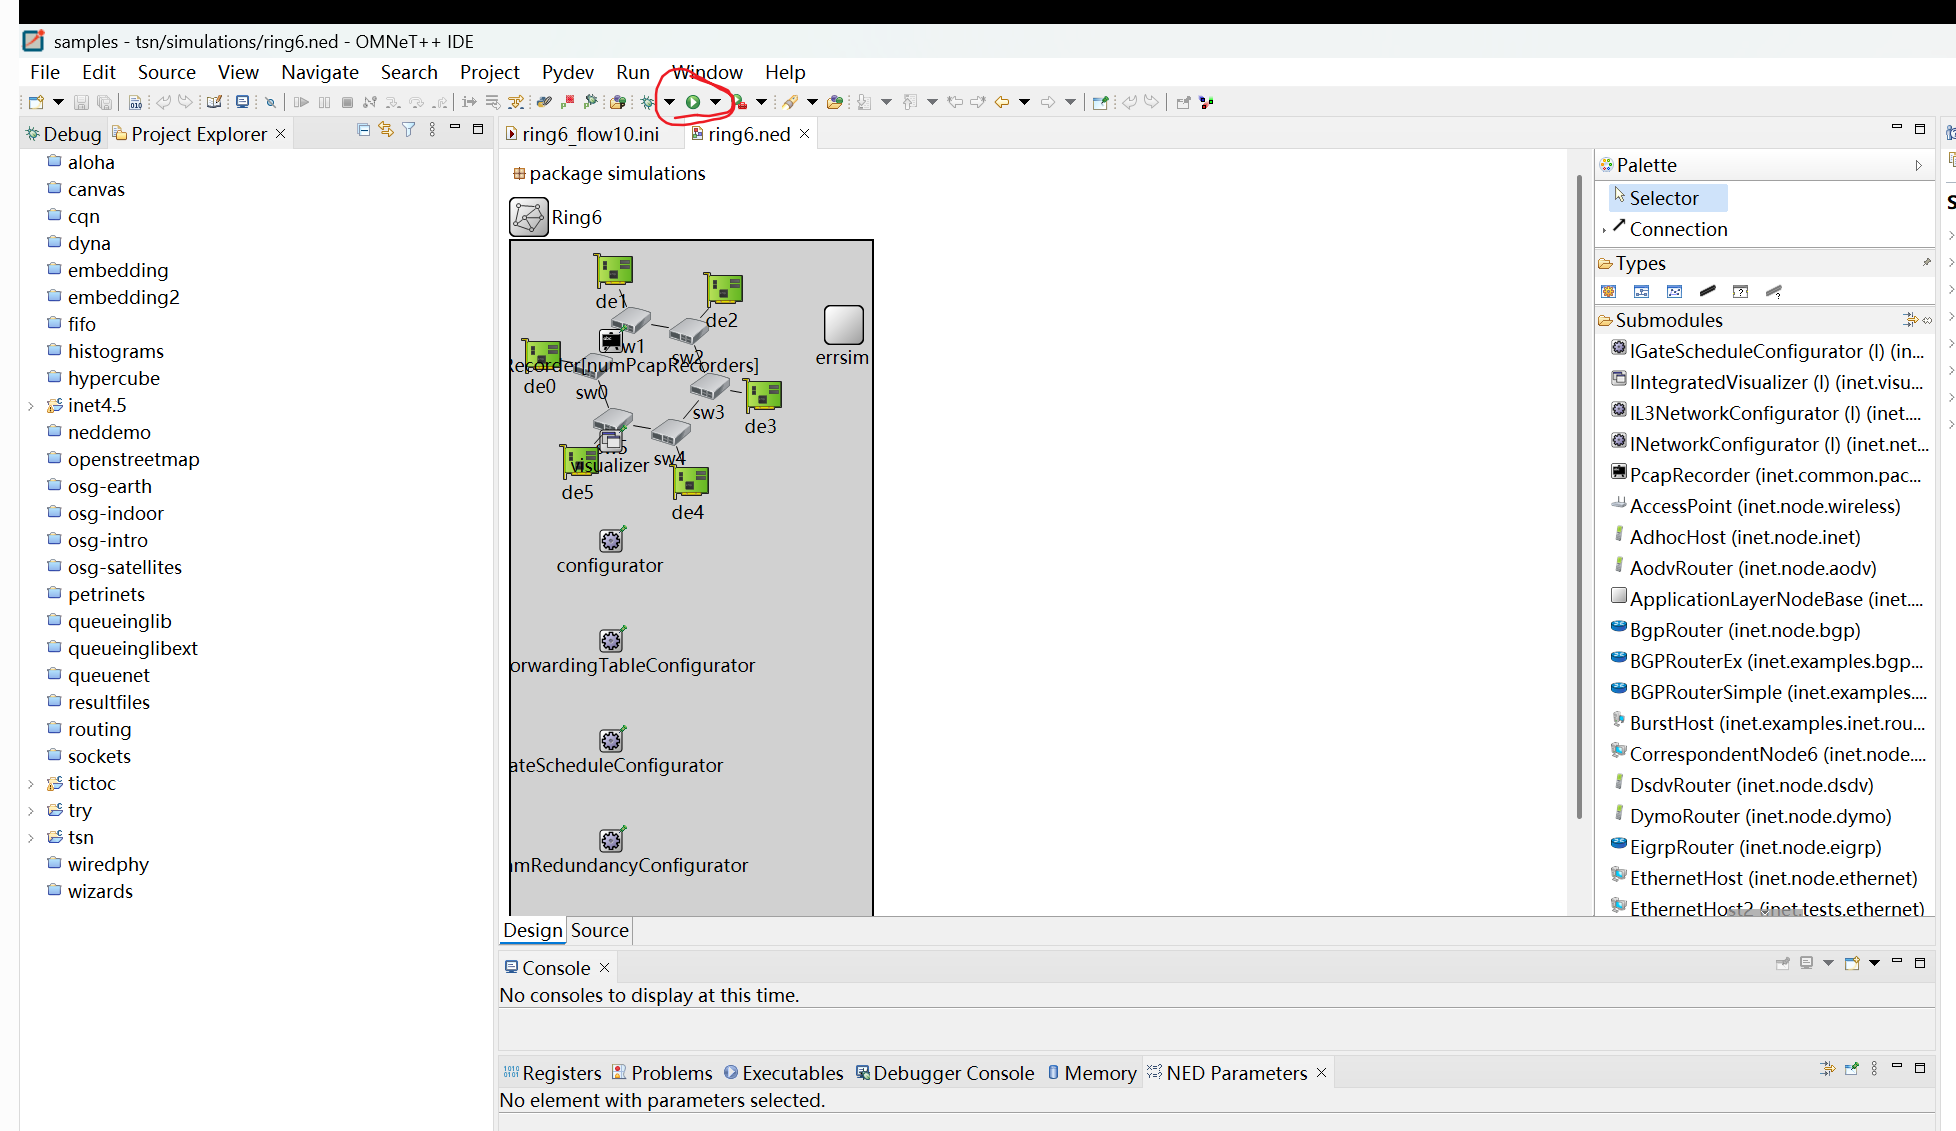 samples - tsn/simulations/ring6.ned - OMNeT++ IDE
File Edit Source View Navigate Search Project Pydev Run Window Help
Debug Project Explorer
ring6_flow10.ini ring6.ned
aloha
canvas
cqn
dyna
embedding
embedding2
fifo
histograms
hypercube
inet4.5
neddemo
openstreetmap
osg-earth
osg-indoor
osg-intro
osg-satellites
petrinets
queueinglib
queueinglibext
queuenet
resultfiles
routing
sockets
tictoc
try
tsn
wiredphy
wizards
package simulations
Ring6
de1
de2
w1
sw2
errsim
Recorder[numPcapRecorders]
de0
sw0
sw3
de3
sw4
visualizer
de5
de4
configurator
orwardingTableConfigurator
ateScheduleConfigurator
mRedundancyConfigurator
Design Source
Palette
Selector
Connection
Types
Submodules
IGateScheduleConfigurator (I) (in...
IIntegratedVisualizer (I) (inet.visu...
IL3NetworkConfigurator (I) (inet....
INetworkConfigurator (I) (inet.net...
PcapRecorder (inet.common.pac...
AccessPoint (inet.node.wireless)
AdhocHost (inet.node.inet)
AodvRouter (inet.node.aodv)
ApplicationLayerNodeBase (inet....
BgpRouter (inet.node.bgp)
BGPRouterEx (inet.examples.bgp...
BGPRouterSimple (inet.examples....
BurstHost (inet.examples.inet.rou...
CorrespondentNode6 (inet.node....
DsdvRouter (inet.node.dsdv)
DymoRouter (inet.node.dymo)
EigrpRouter (inet.node.eigrp)
EthernetHost (inet.node.ethernet)
EthernetHost2 (inet.tests.ethernet)
Console
No consoles to display at this time.
Registers Problems Executables Debugger Console Memory NED Parameters
No element with parameters selected.